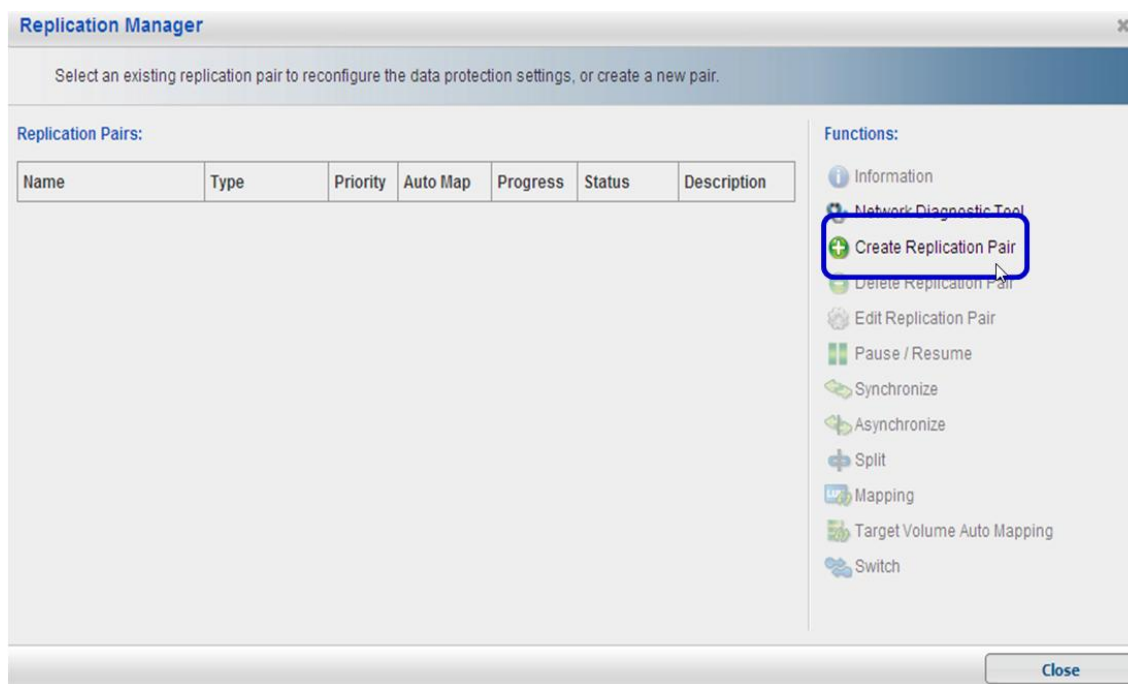 Replication Manager
Select an existing replication pair to reconfigure the data protection settings, or create a new pair.
Replication Pairs:
Name Type Priority Auto Map Progress Status Description
Functions:
Information
Network Diagnostic Tool
Create Replication Pair
Delete Replication Pair
Edit Replication Pair
Pause / Resume
Synchronize
Asynchronize
Split
Mapping
Target Volume Auto Mapping
Switch
Close